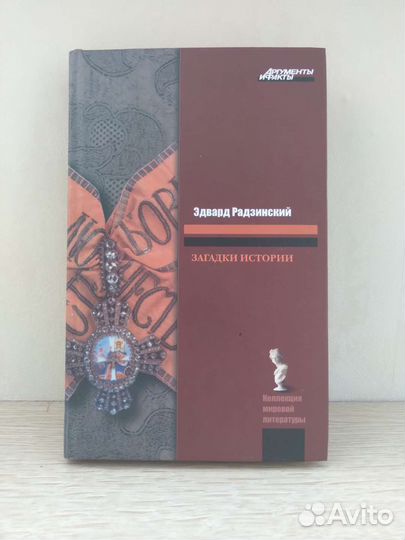 АРГУМЕНТЫ
И ФАКТЫ
Эдвард Радзинский
ЗАГАДКИ ИСТОРИИ
Коллекция
мировой
литературы
Avito